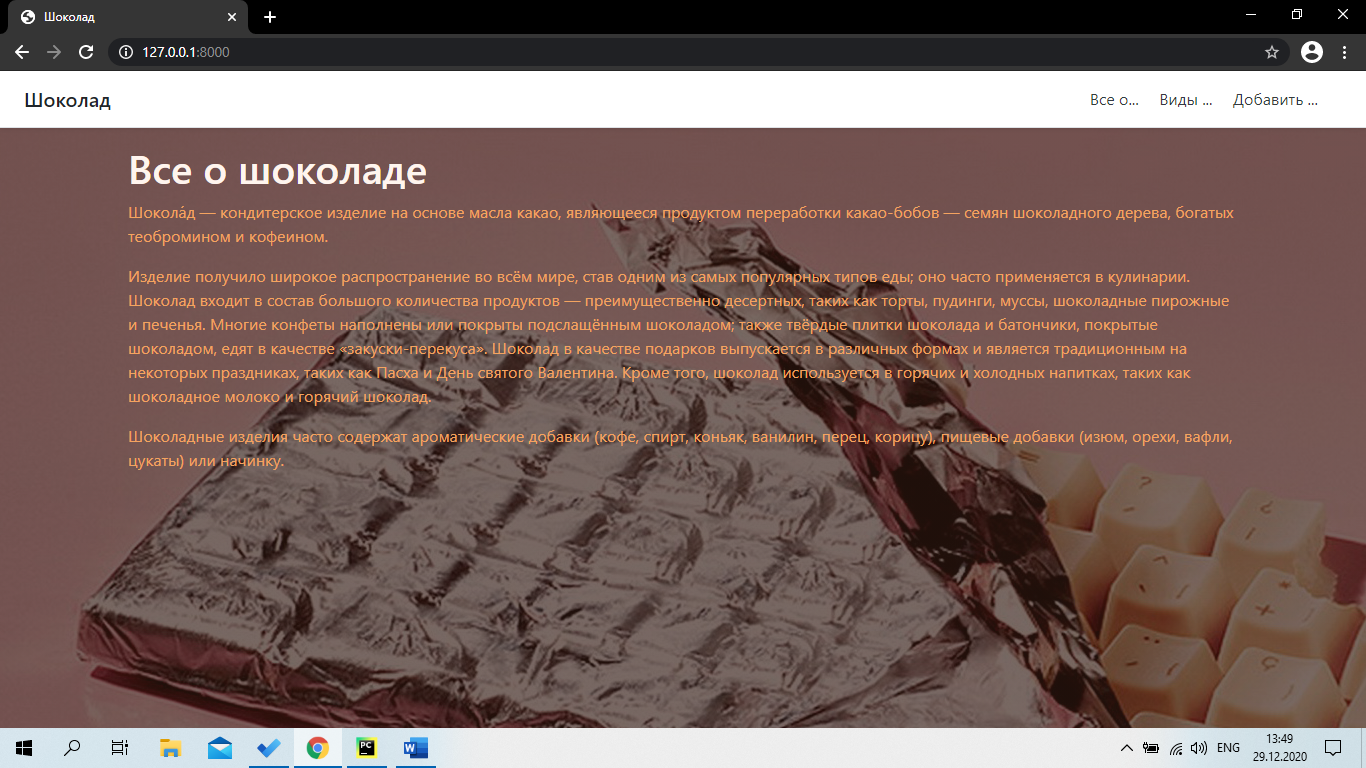 Шоколад
127.0.0.1:8000
Шоколад
Все о...
Виды ...
Добавить ...
Все о шоколаде
Шокола́д — кондитерское изделие на основе масла какао, являющееся продуктом переработки какао-бобов — семян шоколадного дерева, богатых
теобромином и кофеином.
Изделие получило широкое распространение во всём мире, став одним из самых популярных типов еды; оно часто применяется в кулинарии.
Шоколад входит в состав большого количества продуктов — преимущественно десертных, таких как торты, пудинги, муссы, шоколадные пирожные
и печенья. Многие конфеты наполнены или покрыты подслащённым шоколадом; также твёрдые плитки шоколада и батончики, покрытые
шоколадом, едят в качестве «закуски-перекуса». Шоколад в качестве подарков выпускается в различных формах и является традиционным на
некоторых праздниках, таких как Пасха и День святого Валентина. Кроме того, шоколад используется в горячих и холодных напитках, таких как
шоколадное молоко и горячий шоколад.
Шоколадные изделия часто содержат ароматические добавки (кофе, спирт, коньяк, ванилин, перец, корицу), пищевые добавки (изюм, орехи, вафли,
цукаты) или начинку.
PC
W
ENG
13:49
29.12.2020